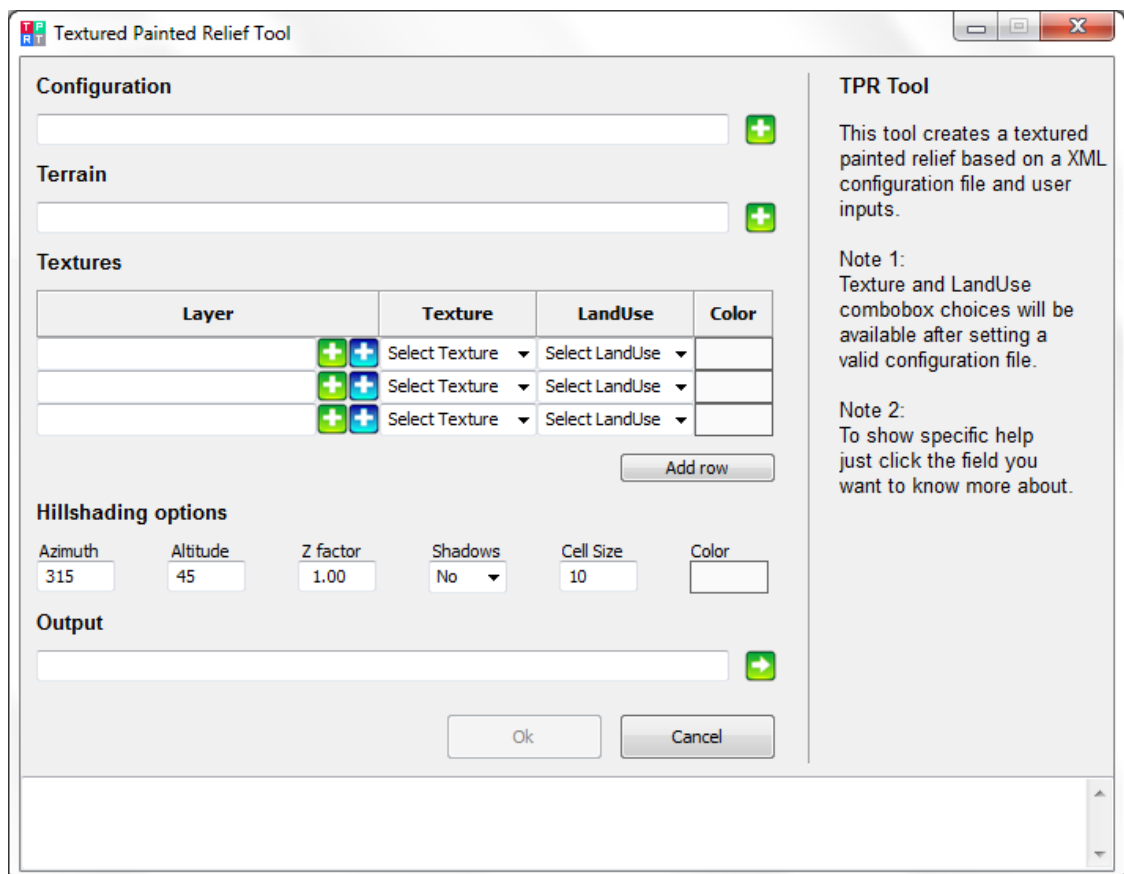 TPRT
Textured Painted Relief Tool
Configuration
Terrain
Textures
Layer Texture LandUse Color
Select Texture Select LandUse
Select Texture Select LandUse
Select Texture Select LandUse
Add row
Hillshading options
Azimuth Altitude Z factor Shadows Cell Size Color
315 45 1.00 No 10
Output
Ok Cancel
TPR Tool
This tool creates a textured
painted relief based on a XML
configuration file and user
inputs.
Note 1:
Texture and LandUse
combobox choices will be
available after setting a
valid configuration file.
Note 2:
To show specific help
just click the field you
want to know more about.